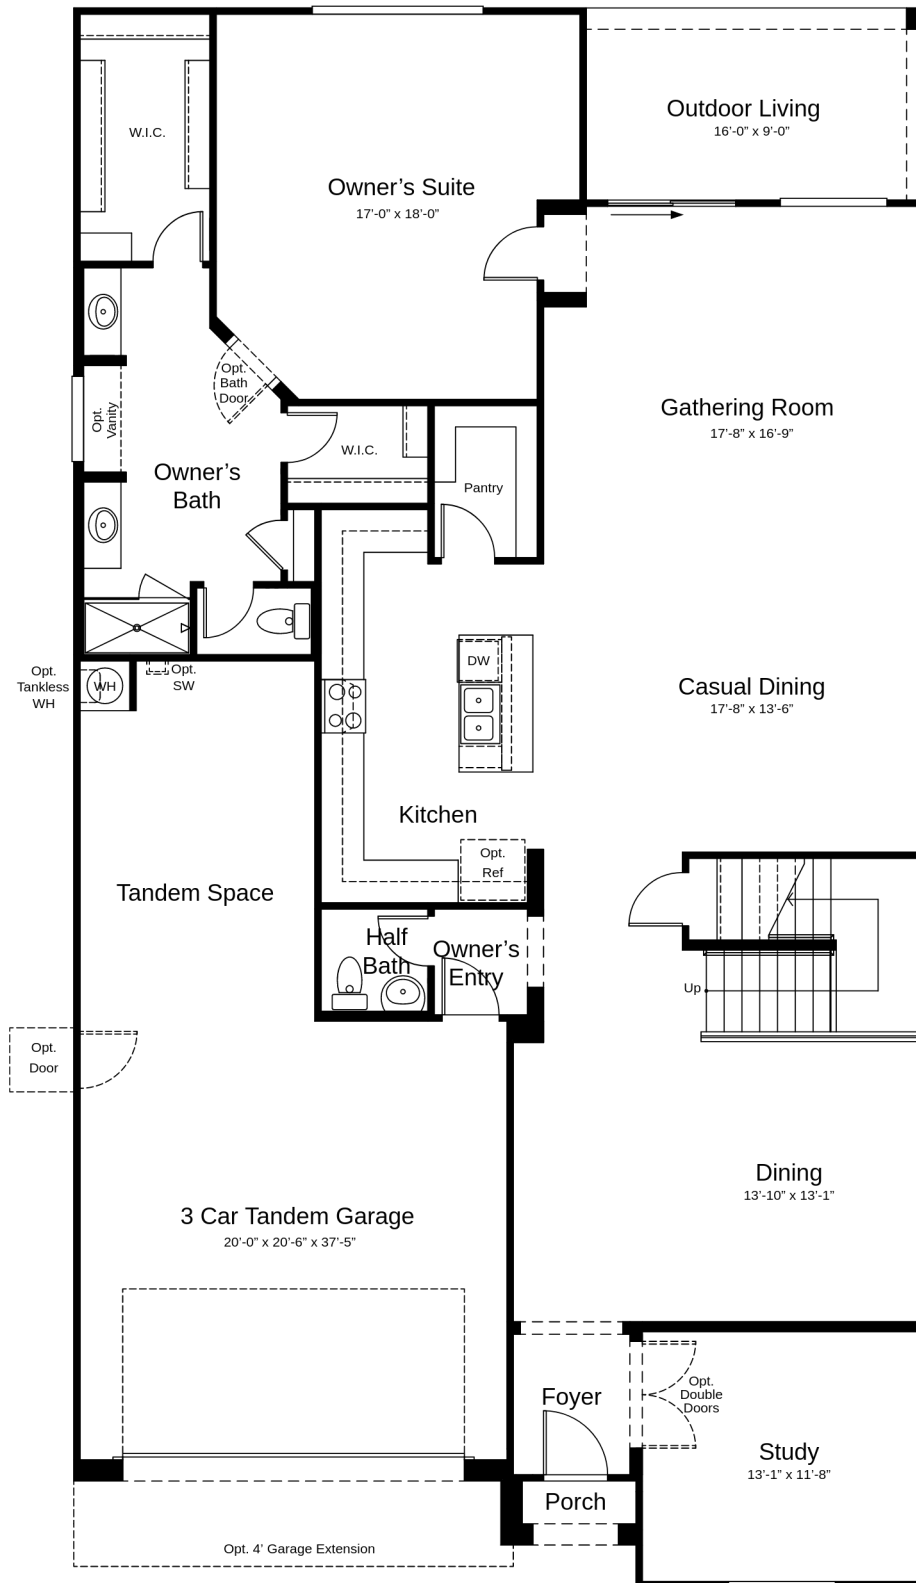 Outdoor Living
16'-0" x 9'-0"
W.I.C.
Owner’s Suite
17'-0" x 18'-0"
Opt.
Bath
Door
Opt.
Vanity
Gathering Room
17'-8" x 16'-9"
W.I.C.
Owner’s
Bath
Pantry
Opt.
Tankless
WH
WH
Opt.
SW
DW
Casual Dining
17'-8" x 13'-6"
Kitchen
Opt.
Ref
Tandem Space
Half
Bath
Owner’s
Entry
Up
Opt.
Door
Dining
13'-10" x 13'-1"
3 Car Tandem Garage
20'-0" x 20'-6" x 37'-5"
Opt.
Double
Doors
Foyer
Study
13'-1" x 11'-8"
Porch
Opt. 4' Garage Extension